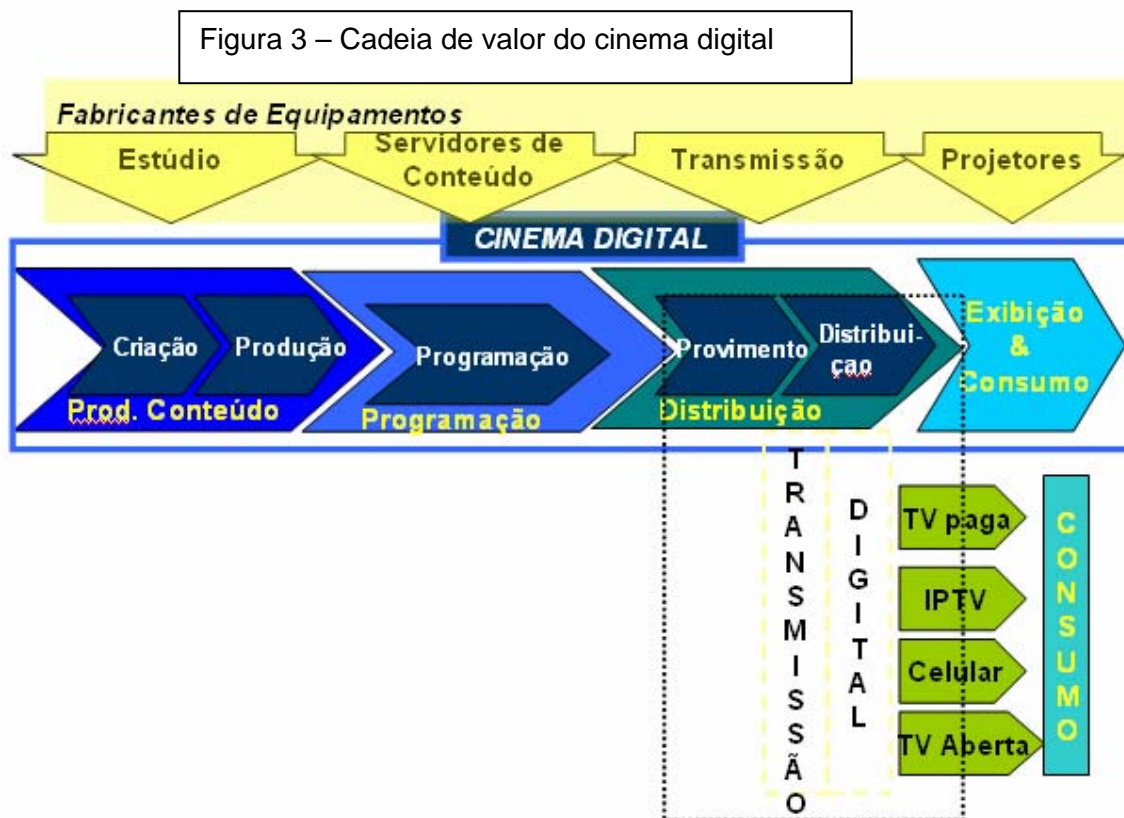 Figura 3 – Cadeia de valor do cinema digital
Fabricantes de Equipamentos
Estúdio
Servidores de
Conteúdo
Transmissão
Projetores
CINEMA DIGITAL
Criação
Produção
Prod. Conteúdo
Programação
Programação
Provimento
Distribui-
çao
Distribuição
Exibição
&
Consumo
TRANSMISSÃO
DIGITAL
TV paga
IPTV
Celular
TV Aberta
CONSUMO